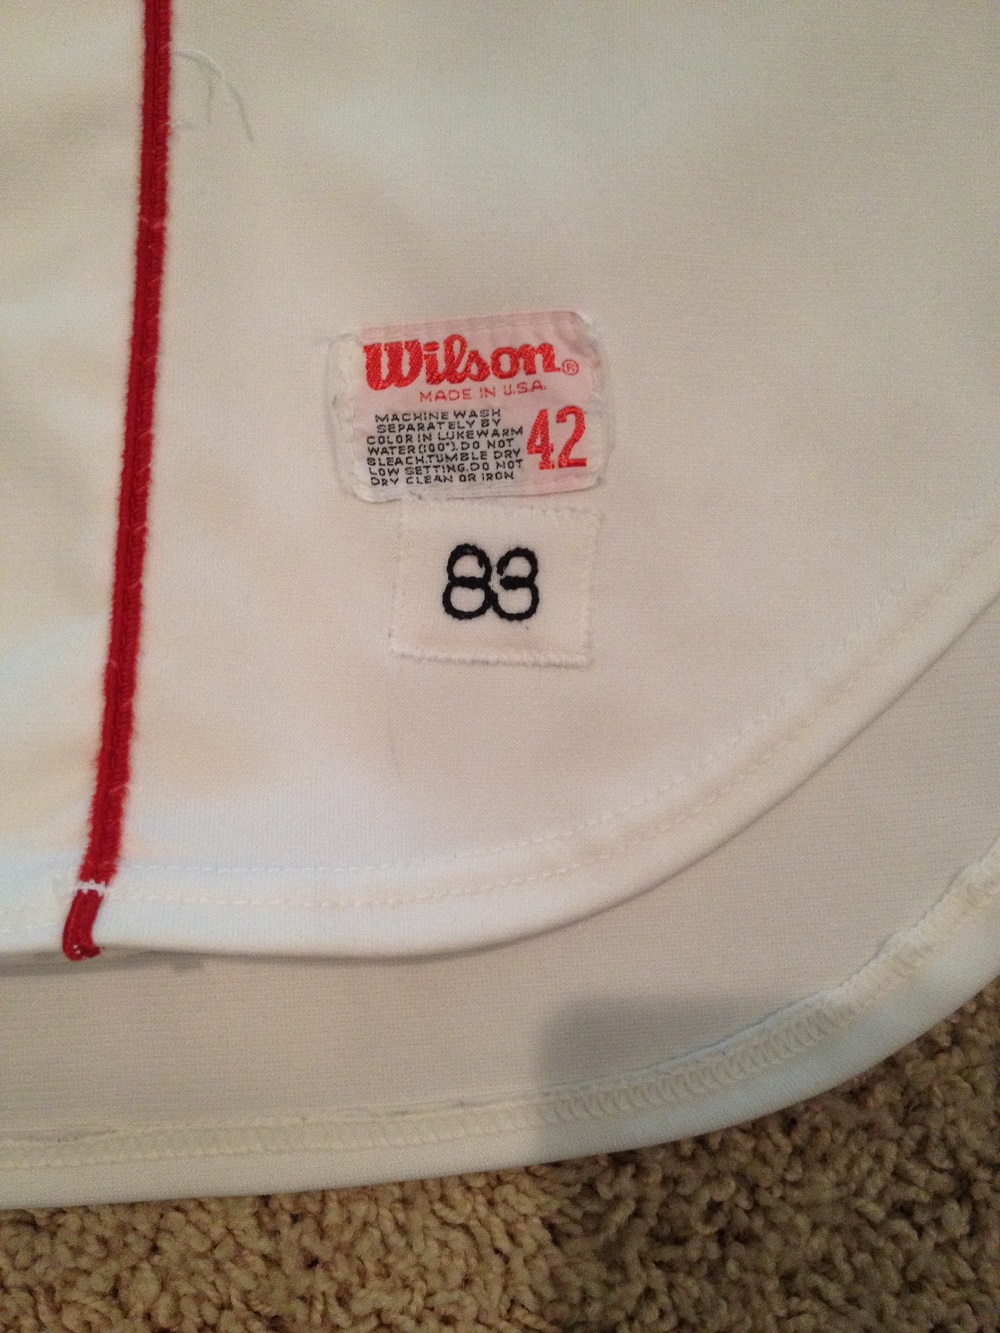 Wilson®
MADE IN U.S.A.
MACHINE WASH
SEPARATELY BY
COLOR IN LUKEWARM
WATER(100°).DO NOT
BLEACH.TUMBLE DRY
LOW SETTING.DO NOT
DRY CLEAN OR IRON
42
83